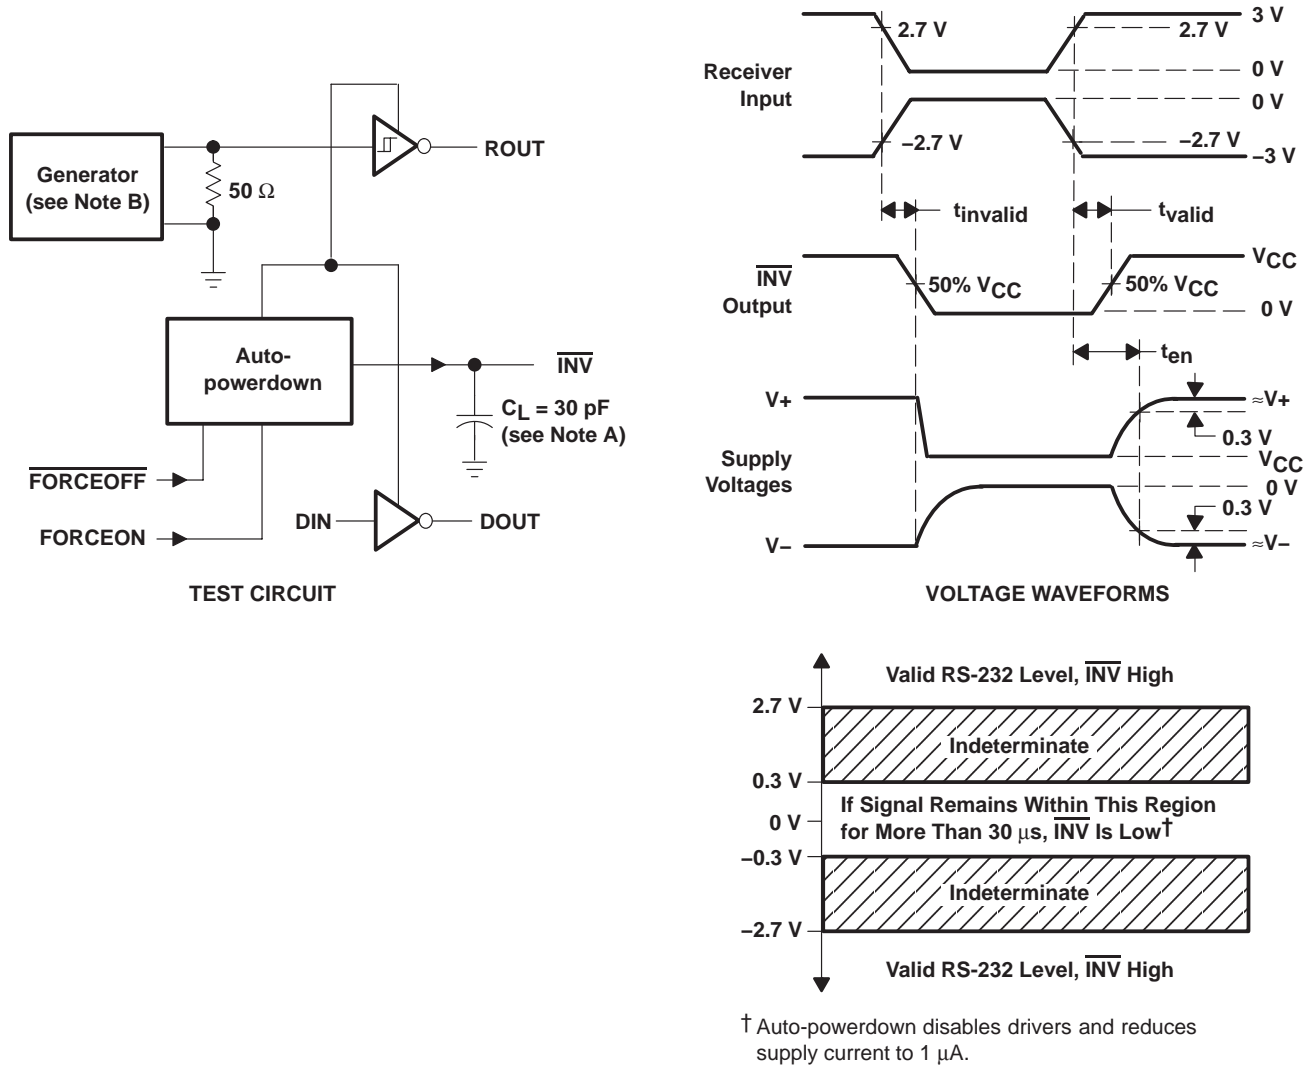 Generator
(see Note B)
50 Ω
ROUT
Auto-
powerdown
INV
CL = 30 pF
(see Note A)
FORCEOFF
FORCEON
DIN
DOUT
TEST CIRCUIT
Receiver
Input
2.7 V
2.7 V
3 V
0 V
0 V
–2.7 V
–2.7 V
–3 V
tinvalid
tvalid
INV
Output
50% VCC
50% VCC
VCC
0 V
ten
V+
≈V+
0.3 V
Supply
Voltages
VCC
0 V
0.3 V
V–
≈V–
VOLTAGE WAVEFORMS
Valid RS-232 Level, INV High
2.7 V
Indeterminate
0.3 V
If Signal Remains Within This Region
0 V
for More Than 30 μs, INV Is Low†
–0.3 V
Indeterminate
–2.7 V
Valid RS-232 Level, INV High
† Auto-powerdown disables drivers and reduces
supply current to 1 μA.